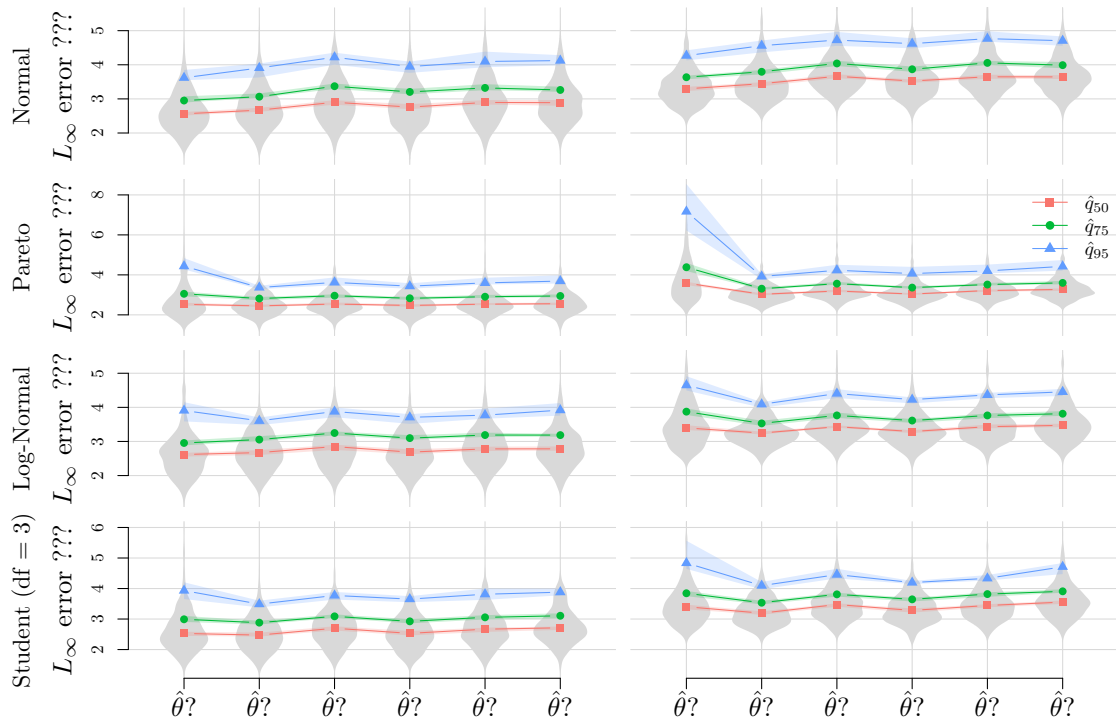 Normal
L∞ error ???
5
4
3
2
Pareto
L∞ error ???
8
6
4
2
q̂50
q̂75
q̂95
Log-Normal
L∞ error ???
5
4
3
2
Student (df = 3)
L∞ error ???
6
5
4
3
2
θ̂? θ̂? θ̂? θ̂? θ̂? θ̂? θ̂? θ̂? θ̂? θ̂? θ̂? θ̂?